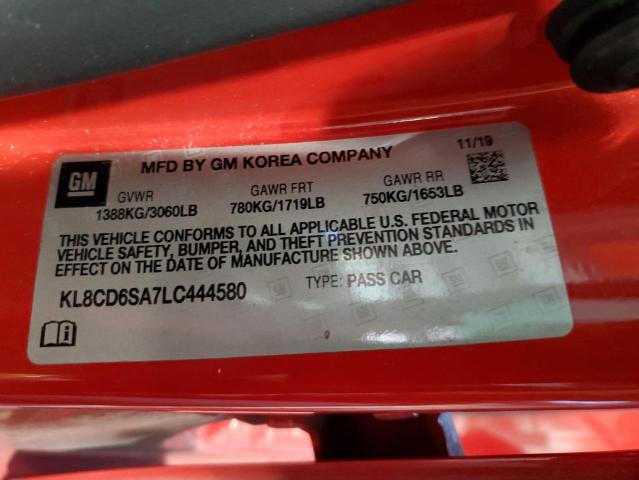 GM
MFD BY GM KOREA COMPANY
11/19
GVWR
1388KG/3060LB
GAWR FRT
780KG/1719LB
GAWR RR
750KG/1653LB
THIS VEHICLE CONFORMS TO ALL APPLICABLE U.S. FEDERAL MOTOR
VEHICLE SAFETY, BUMPER, AND THEFT PREVENTION STANDARDS IN
EFFECT ON THE DATE OF MANUFACTURE SHOWN ABOVE.
KL8CD6SA7LC444580
TYPE: PASS CAR